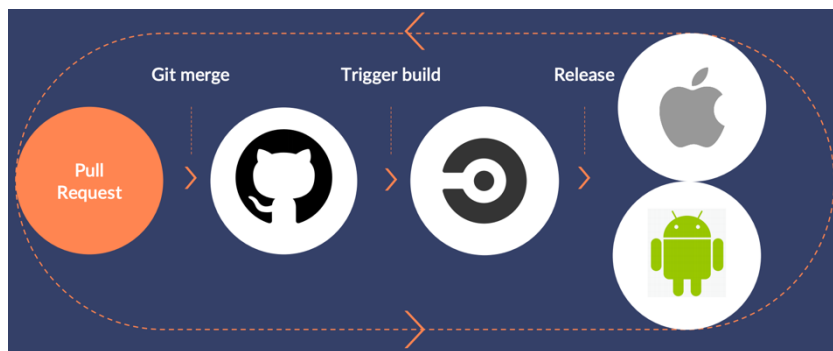 Git merge
Trigger build
Release
Pull
Request